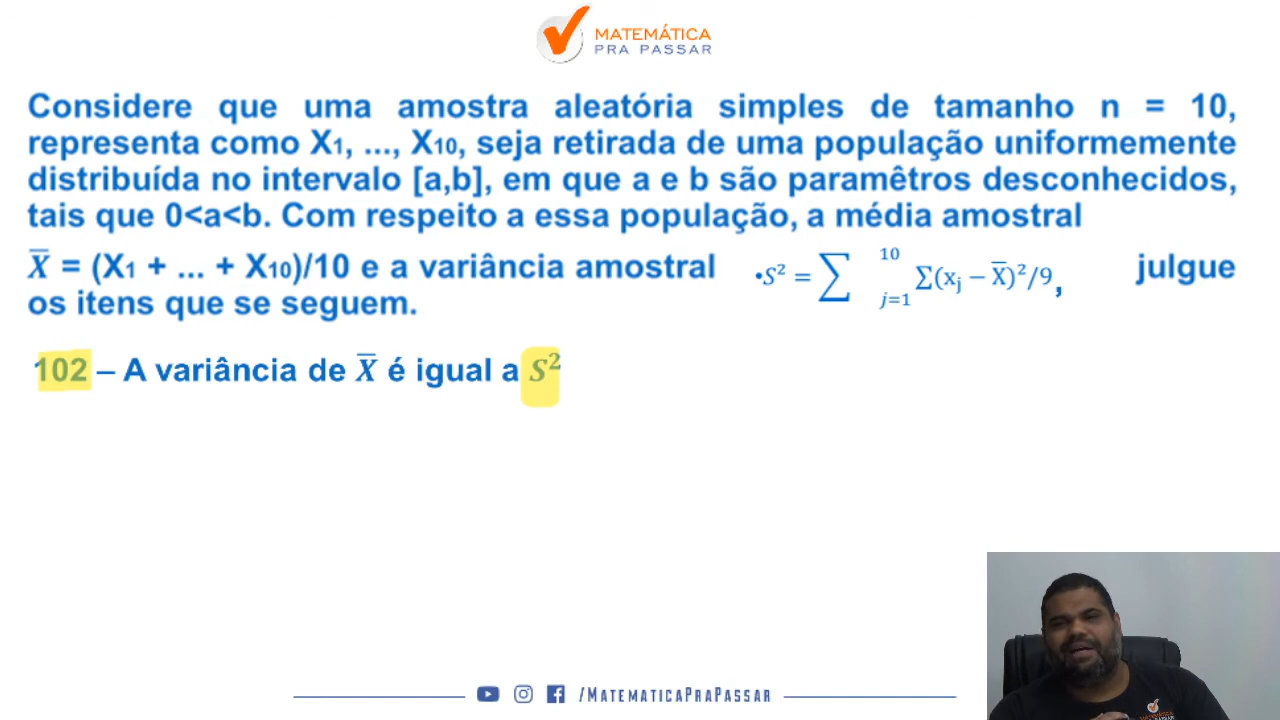 MATEMÁTICA
PRA PASSAR
Considere que uma amostra aleatória simples de tamanho n = 10,
representa como X₁, ..., X₁₀, seja retirada de uma população uniformemente
distribuída no intervalo [a,b], em que a e b são paramêtros desconhecidos,
tais que 0<a<b. Com respeito a essa população, a média amostral
X̅ = (X₁ + ... + X₁₀)/10 e a variância amostral •S² = ∑ 10 j=1 ∑(xⱼ − X̅)²/9, julgue
os itens que se seguem.
102 – A variância de X̅ é igual a S²
/MATEMATICAPRAPASSAR